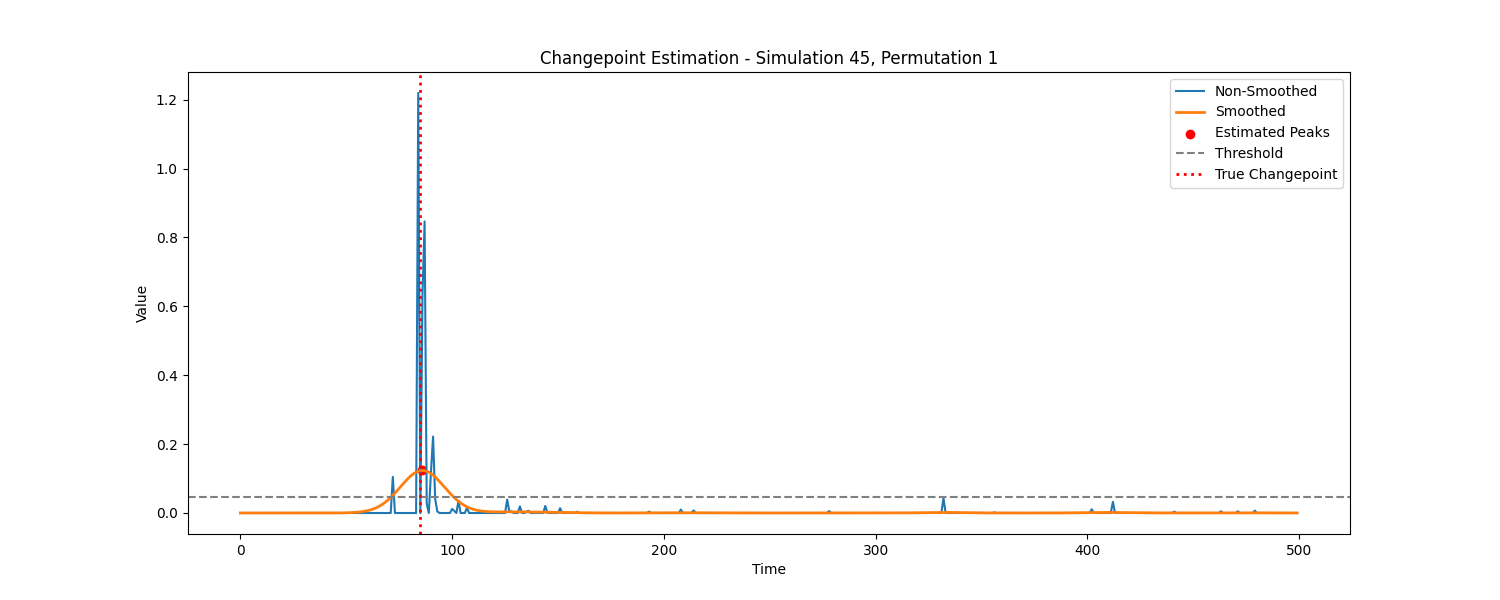 Changepoint Estimation - Simulation 45, Permutation 1
Non-Smoothed
Smoothed
Estimated Peaks
Threshold
True Changepoint
Value
1.2
1.0
0.8
0.6
0.4
0.2
0.0
0 100 200 300 400 500
Time